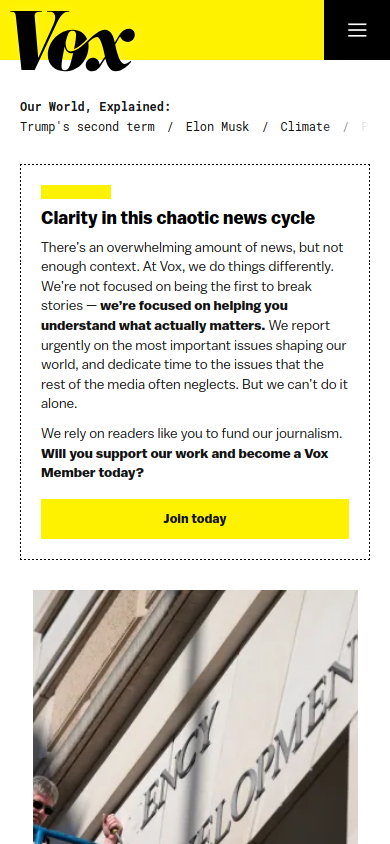 Vox
Our World, Explained:
Trump's second term / Elon Musk / Climate /
Clarity in this chaotic news cycle
There's an overwhelming amount of news, but not
enough context. At Vox, we do things differently.
We're not focused on being the first to break
stories — we're focused on helping you
understand what actually matters. We report
urgently on the most important issues shaping our
world, and dedicate time to the issues that the
rest of the media often neglects. But we can't do it
alone.
We rely on readers like you to fund our journalism.
Will you support our work and become a Vox
Member today?
Join today
ENCY
ELOPMEN